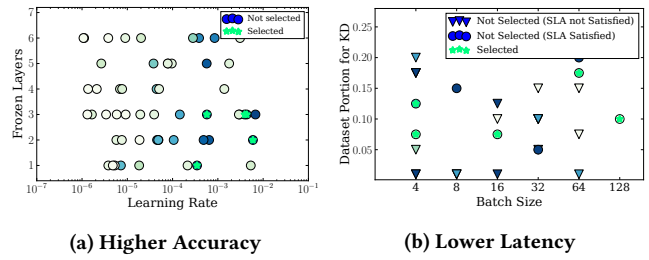 6
5
4
3
2
1
Frozen Layers
Not selected
Selected
10^-7 10^-6 10^-5 10^-4 10^-3 10^-2 10^-1
Learning Rate
(a) Higher Accuracy
0.20
0.15
0.10
0.05
Dataset Portion for KD
Not Selected (SLA not Satisfied)
Not Selected (SLA Satisfied)
Selected
4 8 16 32 64 128
Batch Size
(b) Lower Latency